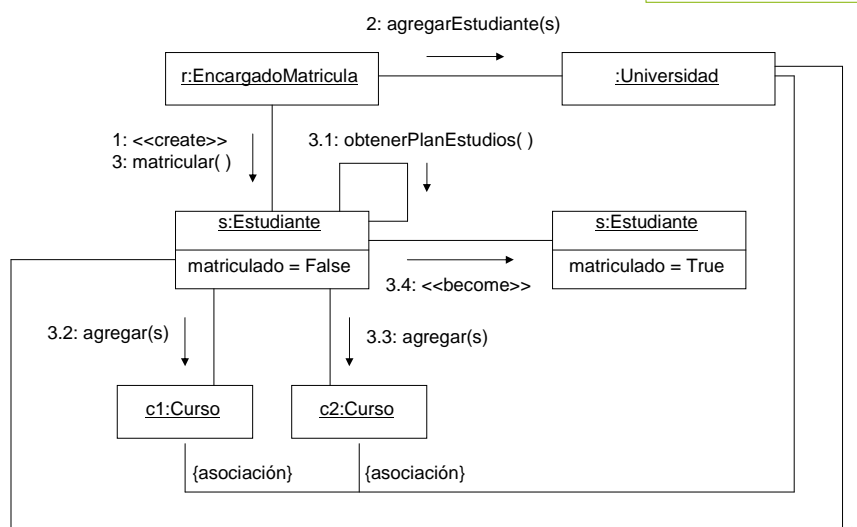 2: agregarEstudiante(s)
r:EncargadoMatricula
:Universidad
1: <<create>>
3: matricular( )
3.1: obtenerPlanEstudios( )
s:Estudiante
matriculado = False
s:Estudiante
matriculado = True
3.4: <<become>>
3.2: agregar(s)
3.3: agregar(s)
c1:Curso
c2:Curso
{asociación}
{asociación}